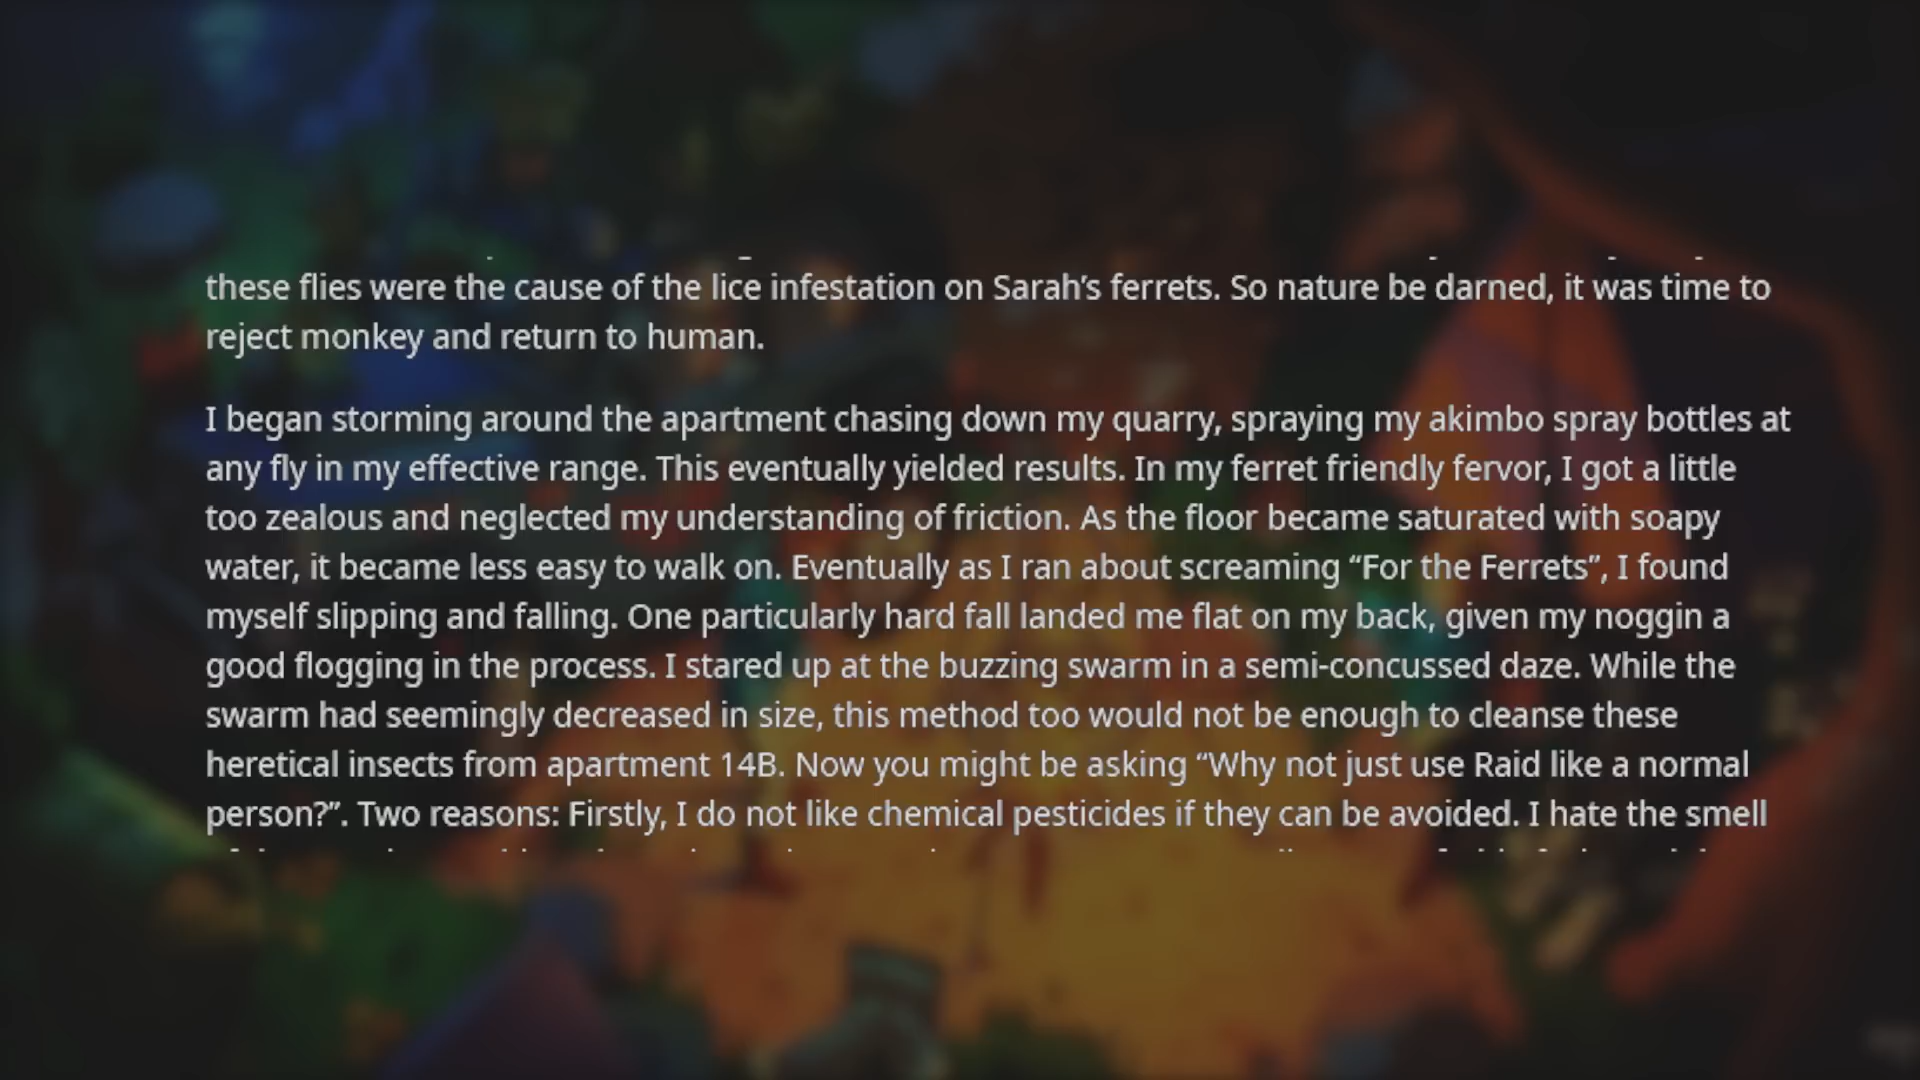 these flies were the cause of the lice infestation on Sarah’s ferrets. So nature be darned, it was time to
reject monkey and return to human.
I began storming around the apartment chasing down my quarry, spraying my akimbo spray bottles at
any fly in my effective range. This eventually yielded results. In my ferret friendly fervor, I got a little
too zealous and neglected my understanding of friction. As the floor became saturated with soapy
water, it became less easy to walk on. Eventually as I ran about screaming “For the Ferrets”, I found
myself slipping and falling. One particularly hard fall landed me flat on my back, given my noggin a
good flogging in the process. I stared up at the buzzing swarm in a semi-concussed daze. While the
swarm had seemingly decreased in size, this method too would not be enough to cleanse these
heretical insects from apartment 14B. Now you might be asking “Why not just use Raid like a normal
person?”. Two reasons: Firstly, I do not like chemical pesticides if they can be avoided. I hate the smell